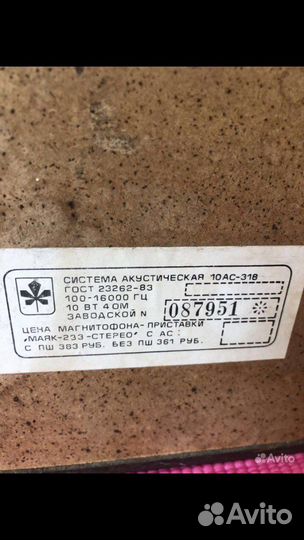 СИСТЕМА АКУСТИЧЕСКАЯ 10АС-318
ГОСТ 23262-83
100-16000 ГЦ
10 ВТ 4 ОМ
ЗАВОДСКОЙ N 087951
ЦЕНА МАГНИТОФОНА-ПРИСТАВКИ
„МАЯК-233-СТЕРЕО" С АС:
С ПШ 383 РУБ. БЕЗ ПШ 361 РУБ.
Avito
Avito